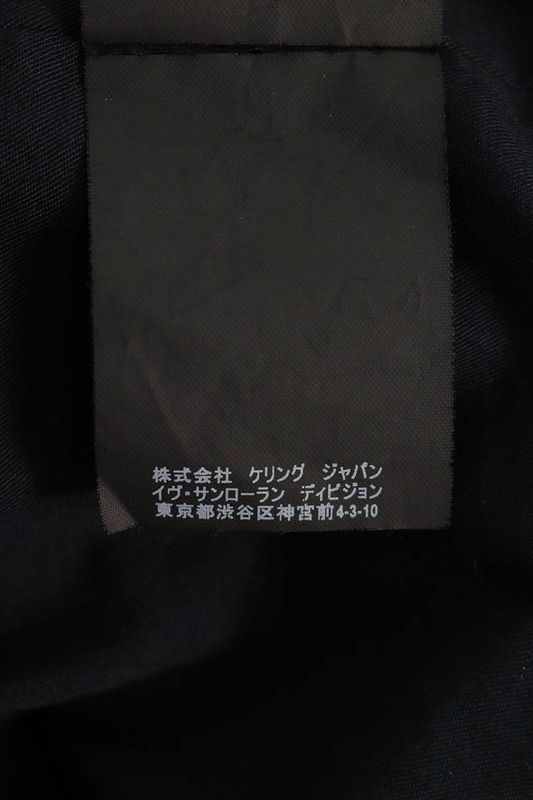 株式会社 ケリング ジャパン
イヴ・サンローラン ディビジョン
東京都渋谷区神宮前4-3-10